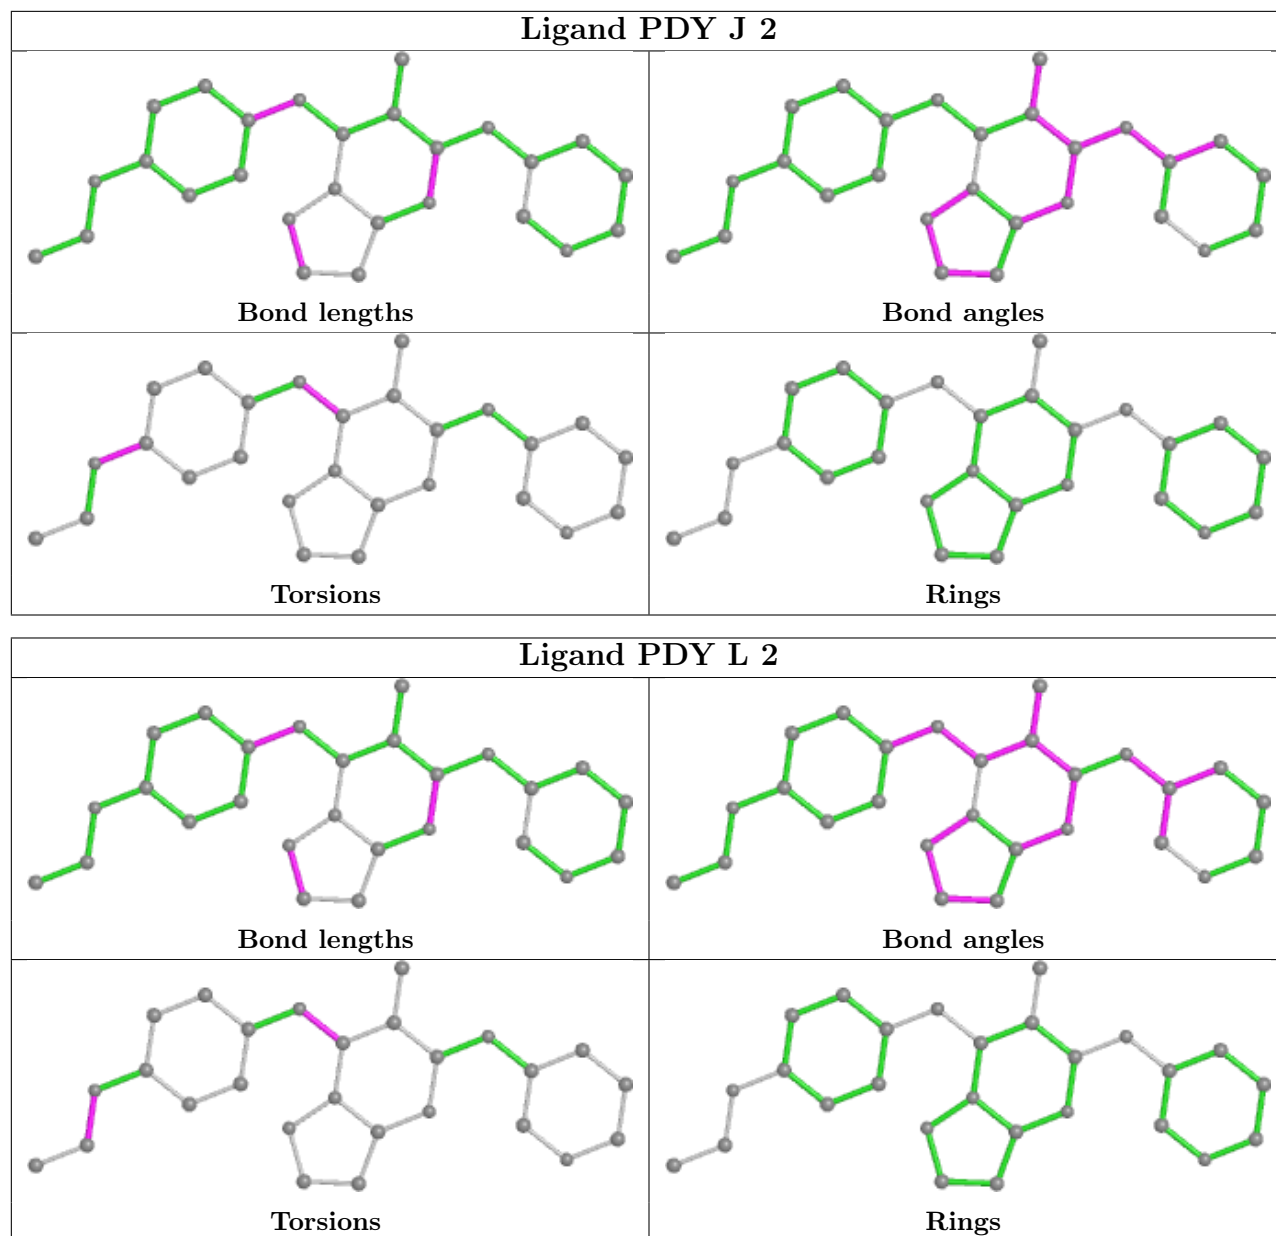 Ligand PDY J 2
Bond lengths
Bond angles
Torsions
Rings
Ligand PDY L 2
Bond lengths
Bond angles
Torsions
Rings